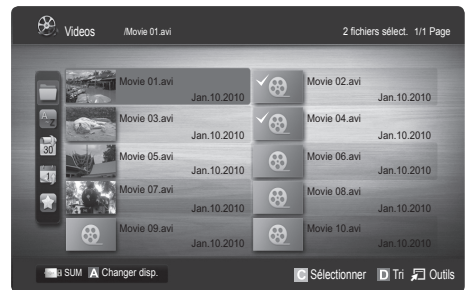 Videos /Movie 01.avi 2 fichiers sélect. 1/1 Page
Movie 01.avi Movie 02.avi
Jan.10.2010 Jan.10.2010
Movie 03.avi Movie 04.avi
Jan.10.2010 Jan.10.2010
Movie 05.avi Movie 06.avi
Jan.10.2010 Jan.10.2010
Movie 07.avi Movie 08.avi
Jan.10.2010 Jan.10.2010
Movie 09.avi Movie 10.avi
Jan.10.2010 Jan.10.2010
SUM A Changer disp. C Sélectionner D Tri Outils